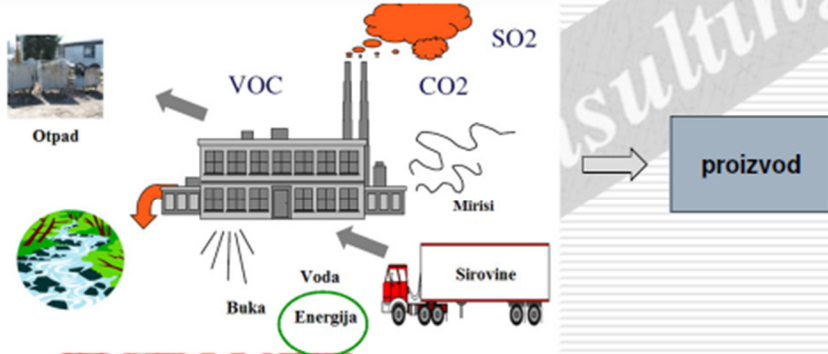 SO2
VOC
CO2
Otpad
proizvod
Mirisi
Voda
Sirovine
Buka
Energija